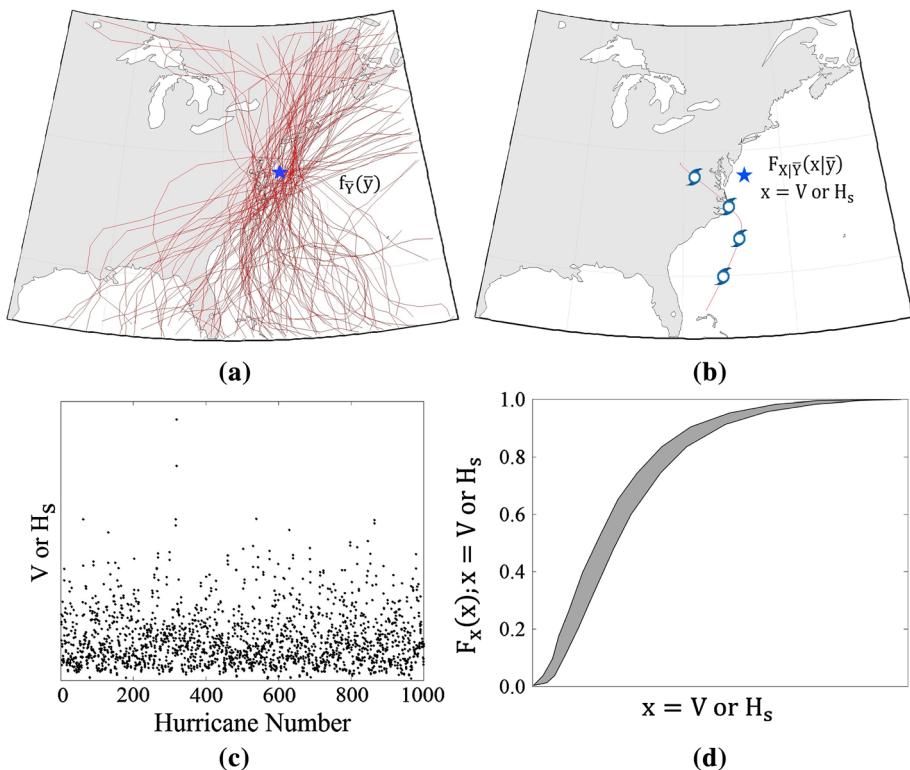 f_Ȳ(ȳ)
(a)
F_X|Ȳ(x|ȳ)
x = V or H_s
(b)
V or H_s
0 200 400 600 800 1000
Hurricane Number
(c)
F_x(x); x = V or H_s
1.0
0.8
0.6
0.4
0.2
0.0
x = V or H_s
(d)